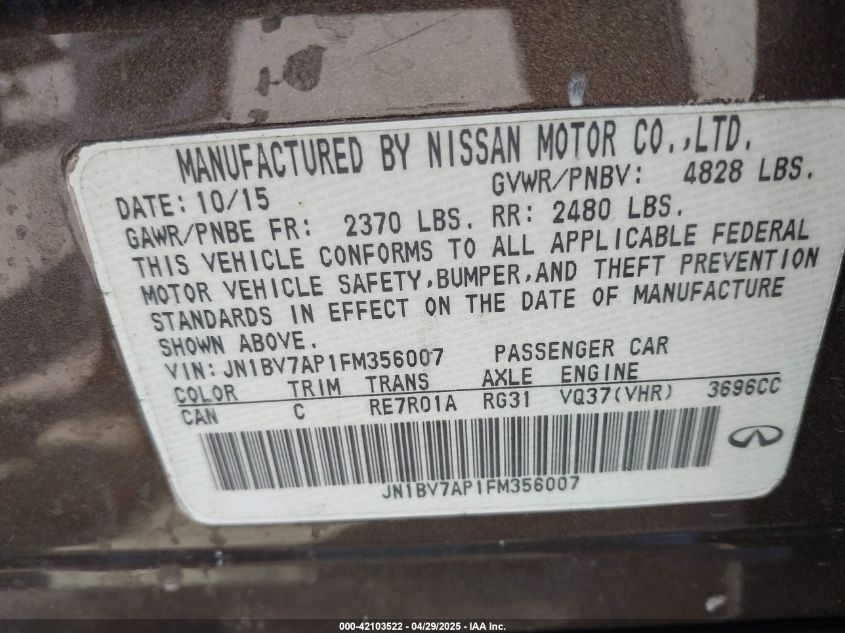 MANUFACTURED BY NISSAN MOTOR CO.,LTD.
DATE: 10/15 GVWR/PNBV: 4828 LBS.
GAWR/PNBE FR: 2370 LBS. RR: 2480 LBS.
THIS VEHICLE CONFORMS TO ALL APPLICABLE FEDERAL
MOTOR VEHICLE SAFETY,BUMPER,AND THEFT PREVENTION
STANDARDS IN EFFECT ON THE DATE OF MANUFACTURE
SHOWN ABOVE.
VIN: JN1BV7AP1FM356007 PASSENGER CAR
COLOR TRIM TRANS AXLE ENGINE
CAN C RE7R01A RG31 VQ37(VHR) 3696CC
JN1BV7AP1FM356007
000-42103522 - 04/29/2025 - IAA Inc.